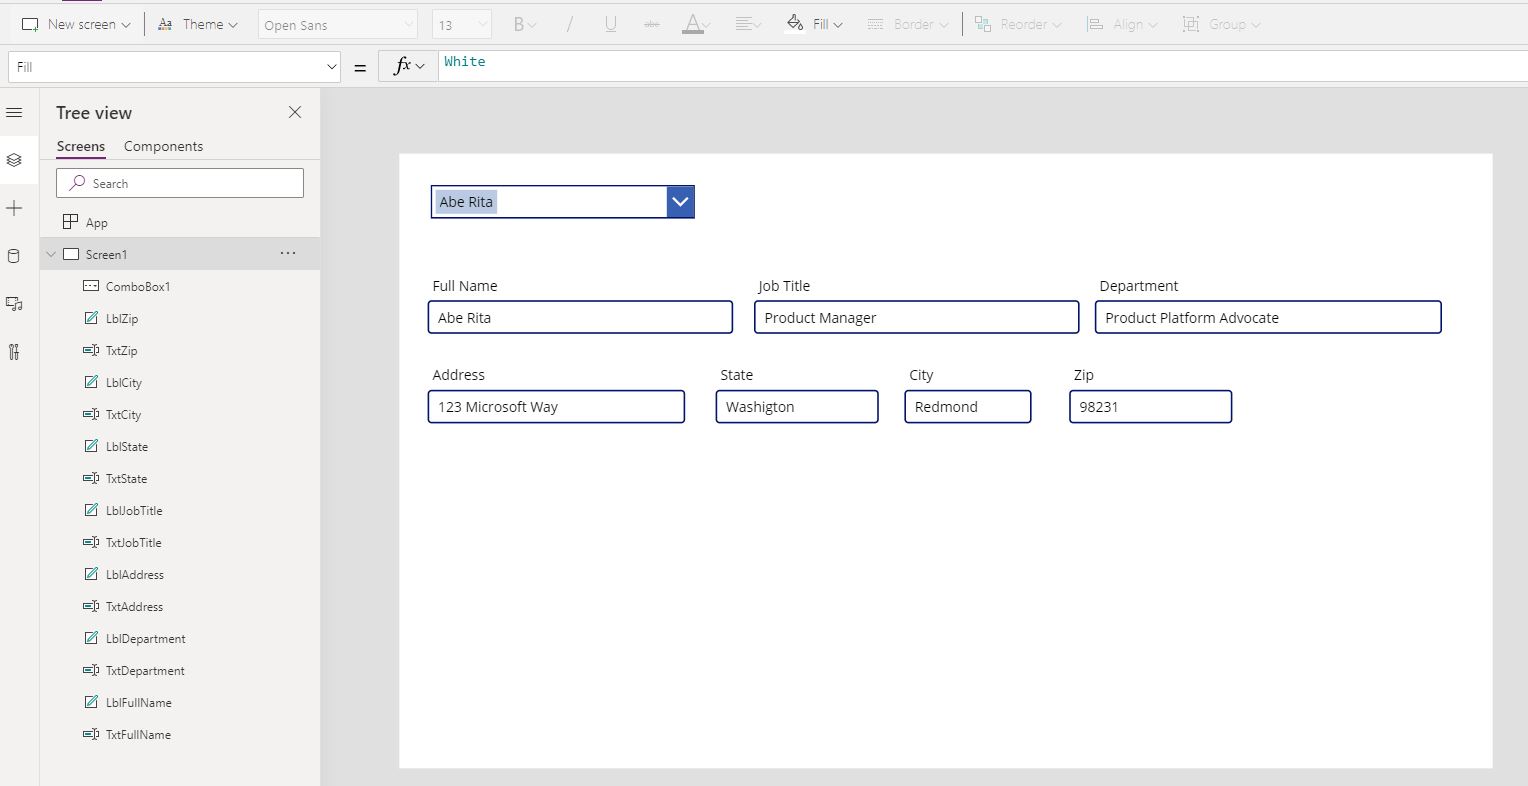 New screen Theme Open Sans 13 B / U abc A Fill Border Reorder Align Group
Fill = fx White
Tree view
Screens Components
Search
App
Screen1 ...
ComboBox1
LblZip
TxtZip
LblCity
TxtCity
LblState
TxtState
LblJobTitle
TxtJobTitle
LblAddress
TxtAddress
LblDepartment
TxtDepartment
LblFullName
TxtFullName
Abe Rita
Full Name Job Title Department
Abe Rita Product Manager Product Platform Advocate
Address State City Zip
123 Microsoft Way Washigton Redmond 98231